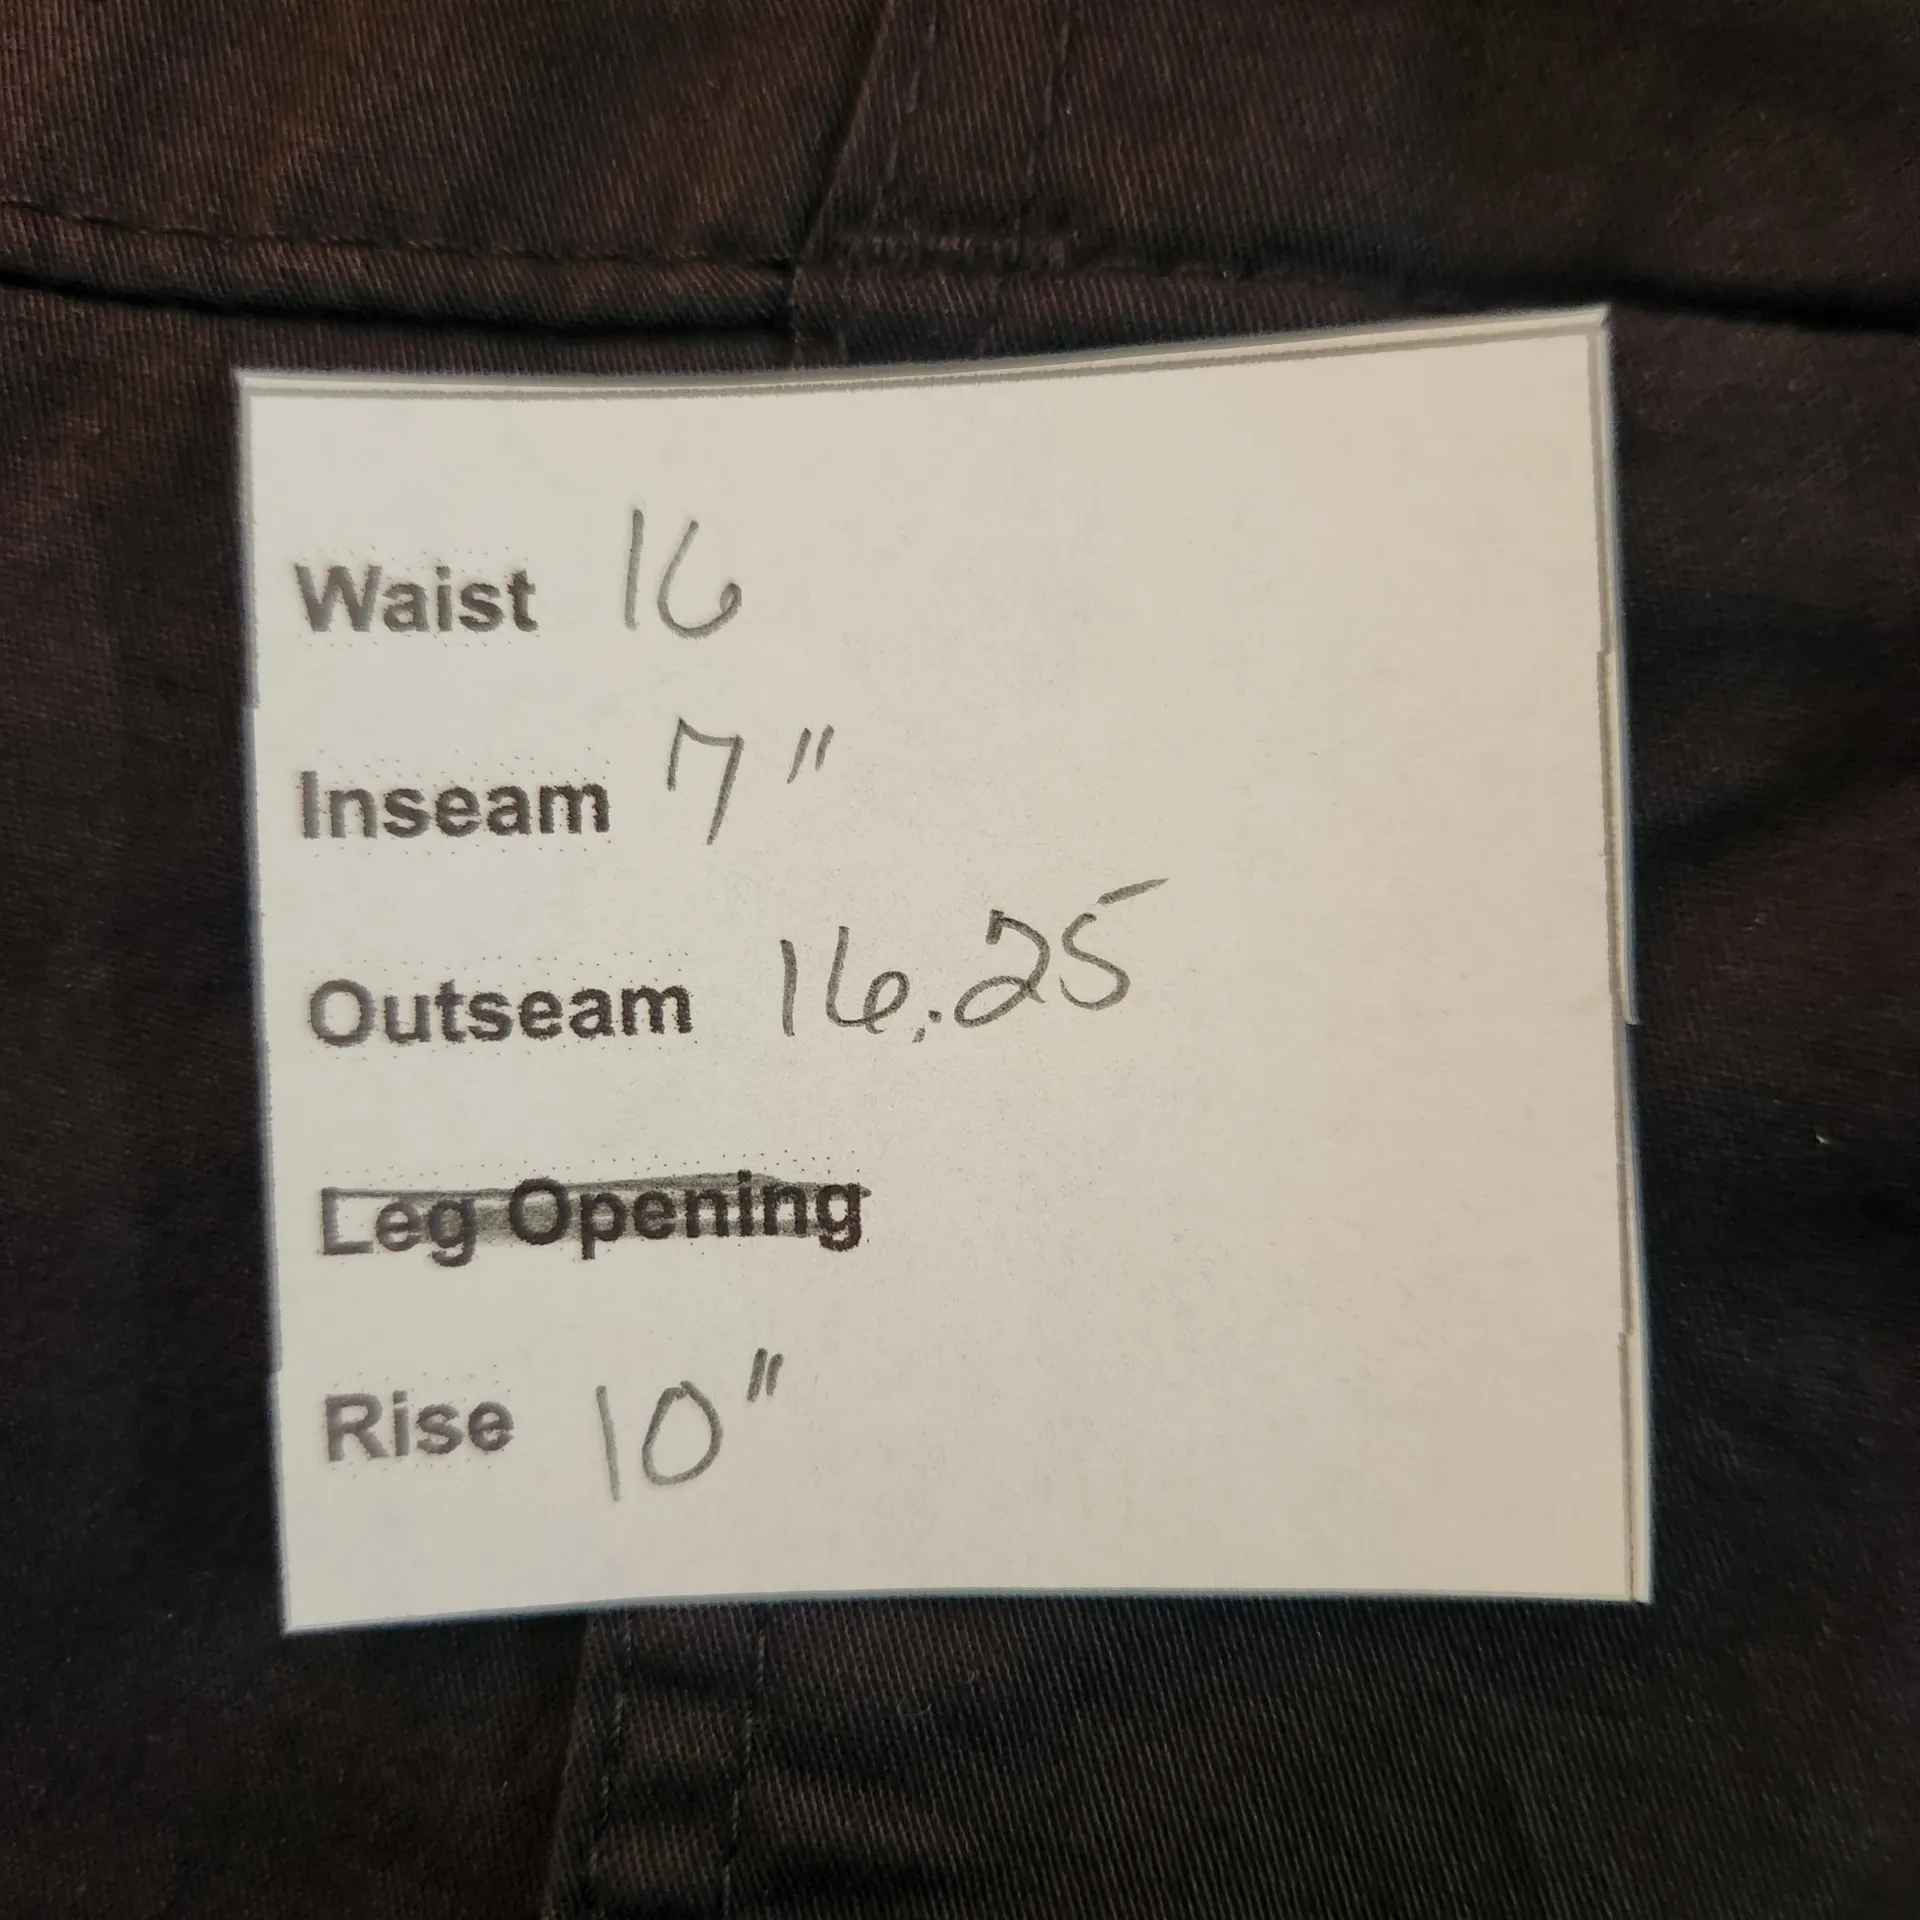 Waist 16
Inseam 7"
Outseam 16.25
Leg Opening
Rise 10"